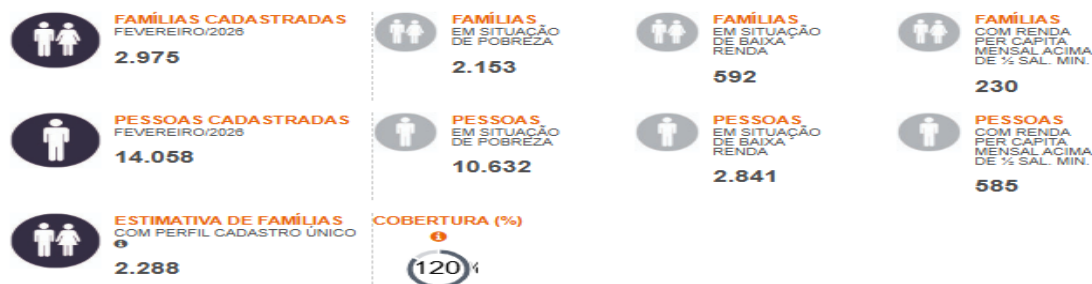 FAMÍLIAS CADASTRADAS
FEVEREIRO/2026
2.975
FAMÍLIAS
EM SITUAÇÃO
DE POBREZA
2.153
FAMÍLIAS
EM SITUAÇÃO
DE BAIXA
RENDA
592
FAMÍLIAS
COM RENDA
PER CAPITA
MENSAL ACIMA
DE ½ SAL. MIN.
230
PESSOAS CADASTRADAS
FEVEREIRO/2026
14.058
PESSOAS
EM SITUAÇÃO
DE POBREZA
10.632
PESSOAS
EM SITUAÇÃO
DE BAIXA
RENDA
2.841
PESSOAS
COM RENDA
PER CAPITA
MENSAL ACIMA
DE ½ SAL. MIN.
585
ESTIMATIVA DE FAMÍLIAS
COM PERFIL CADASTRO ÚNICO
2.288
COBERTURA (%)
120